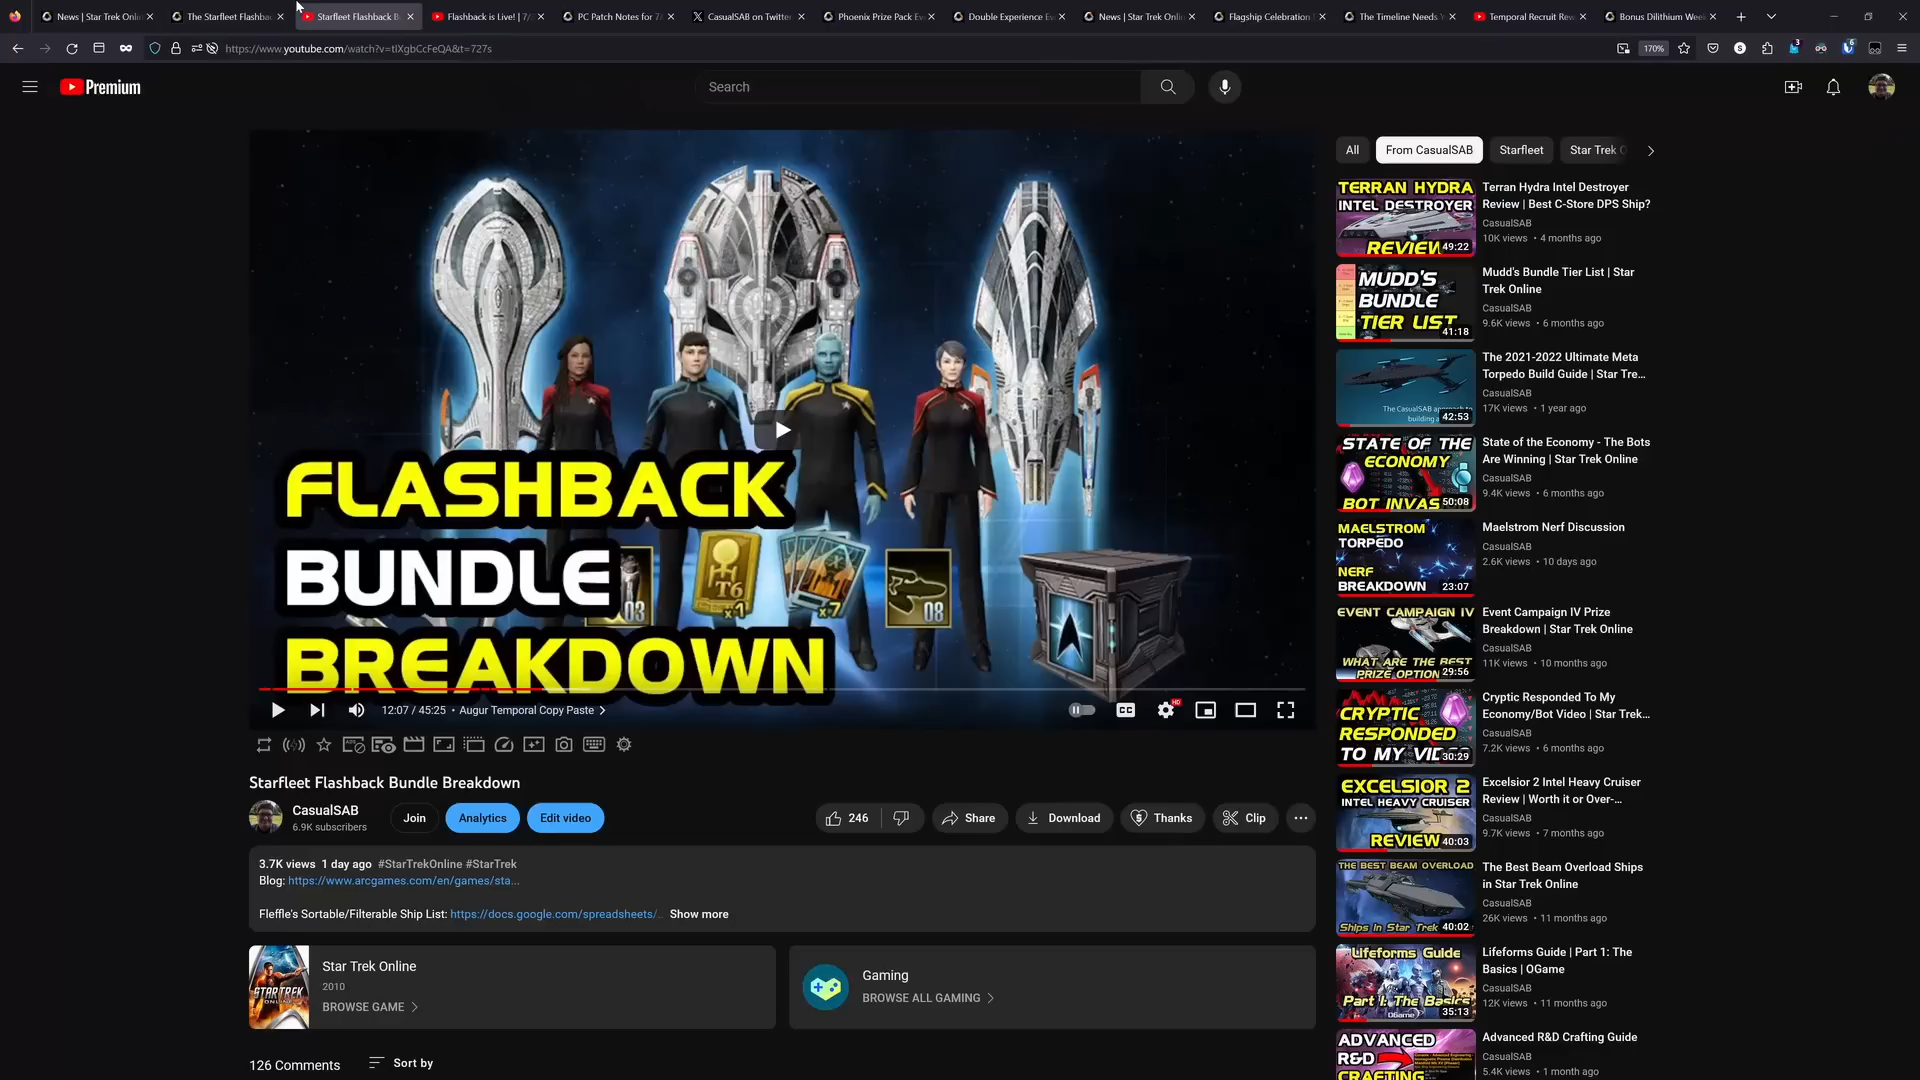 News | Star Trek Onli
The Starfleet Flashba
Starfleet Flashback B
Flashback is Live! | 7/
PC Patch Notes for 7/
CasualSAB on Twitter
Phoenix Prize Pack Ev
Double Experience Ev
News | Star Trek Onli
Flagship Celebration
The Timeline Needs Y
Temporal Recruit Rew
Bonus Dilithium Wee
https://www.youtube.com/watch?v=tIXgbCcFeQA&t=727s
170%
Premium
Search
FLASHBACK
BUNDLE
BREAKDOWN
03
T6
x1
x7
08
12:07 / 45:25 • Augur Temporal Copy Paste
CC
HD
Starfleet Flashback Bundle Breakdown
CasualSAB
6.9K subscribers
Join
Analytics
Edit video
246
Share
Download
Thanks
Clip
3.7K views 1 day ago #StarTrekOnline #StarTrek
Blog: https://www.arcgames.com/en/games/sta...
Fleffle's Sortable/Filterable Ship List: https://docs.google.com/spreadsheets/... Show more
STAR TREK
ONLINE
Star Trek Online
2010
BROWSE GAME
Gaming
BROWSE ALL GAMING
126 Comments
Sort by
All
From CasualSAB
Starfleet
Star Trek O
TERRAN HYDRA
INTEL DESTROYER
REVIEW
49:22
Terran Hydra Intel Destroyer
Review | Best C-Store DPS Ship?
CasualSAB
10K views • 4 months ago
MUDD'S
BUNDLE
TIER LIST
41:18
Mudd's Bundle Tier List | Star
Trek Online
CasualSAB
9.6K views • 6 months ago
The CasualSAB approach to
building a
42:53
The 2021-2022 Ultimate Meta
Torpedo Build Guide | Star Tre...
CasualSAB
17K views • 1 year ago
STATE OF THE
ECONOMY
BOT INVAS
50:08
State of the Economy - The Bots
Are Winning | Star Trek Online
CasualSAB
9.4K views • 6 months ago
MAELSTROM
TORPEDO
NERF
BREAKDOWN
23:07
Maelstrom Nerf Discussion
CasualSAB
2.6K views • 10 days ago
EVENT CAMPAIGN IV
WHAT ARE THE BEST
PRIZE OPTION
29:56
Event Campaign IV Prize
Breakdown | Star Trek Online
CasualSAB
11K views • 10 months ago
CRYPTIC
RESPONDED
TO MY VID
30:29
Cryptic Responded To My
Economy/Bot Video | Star Trek...
CasualSAB
7.2K views • 6 months ago
EXCELSIOR 2
INTEL HEAVY CRUISER
REVIEW
40:03
Excelsior 2 Intel Heavy Cruiser
Review | Worth it or Over-...
CasualSAB
9.7K views • 7 months ago
THE BEST BEAM OVERLOAD
Ships in Star Trek
40:02
The Best Beam Overload Ships
in Star Trek Online
CasualSAB
26K views • 11 months ago
Lifeforms Guide
Part 1: The Basics
OGame
35:13
Lifeforms Guide | Part 1: The
Basics | OGame
CasualSAB
12K views • 11 months ago
ADVANCED
R&D
CRAFTING
Advanced R&D Crafting Guide
CasualSAB
5.4K views • 1 month ago